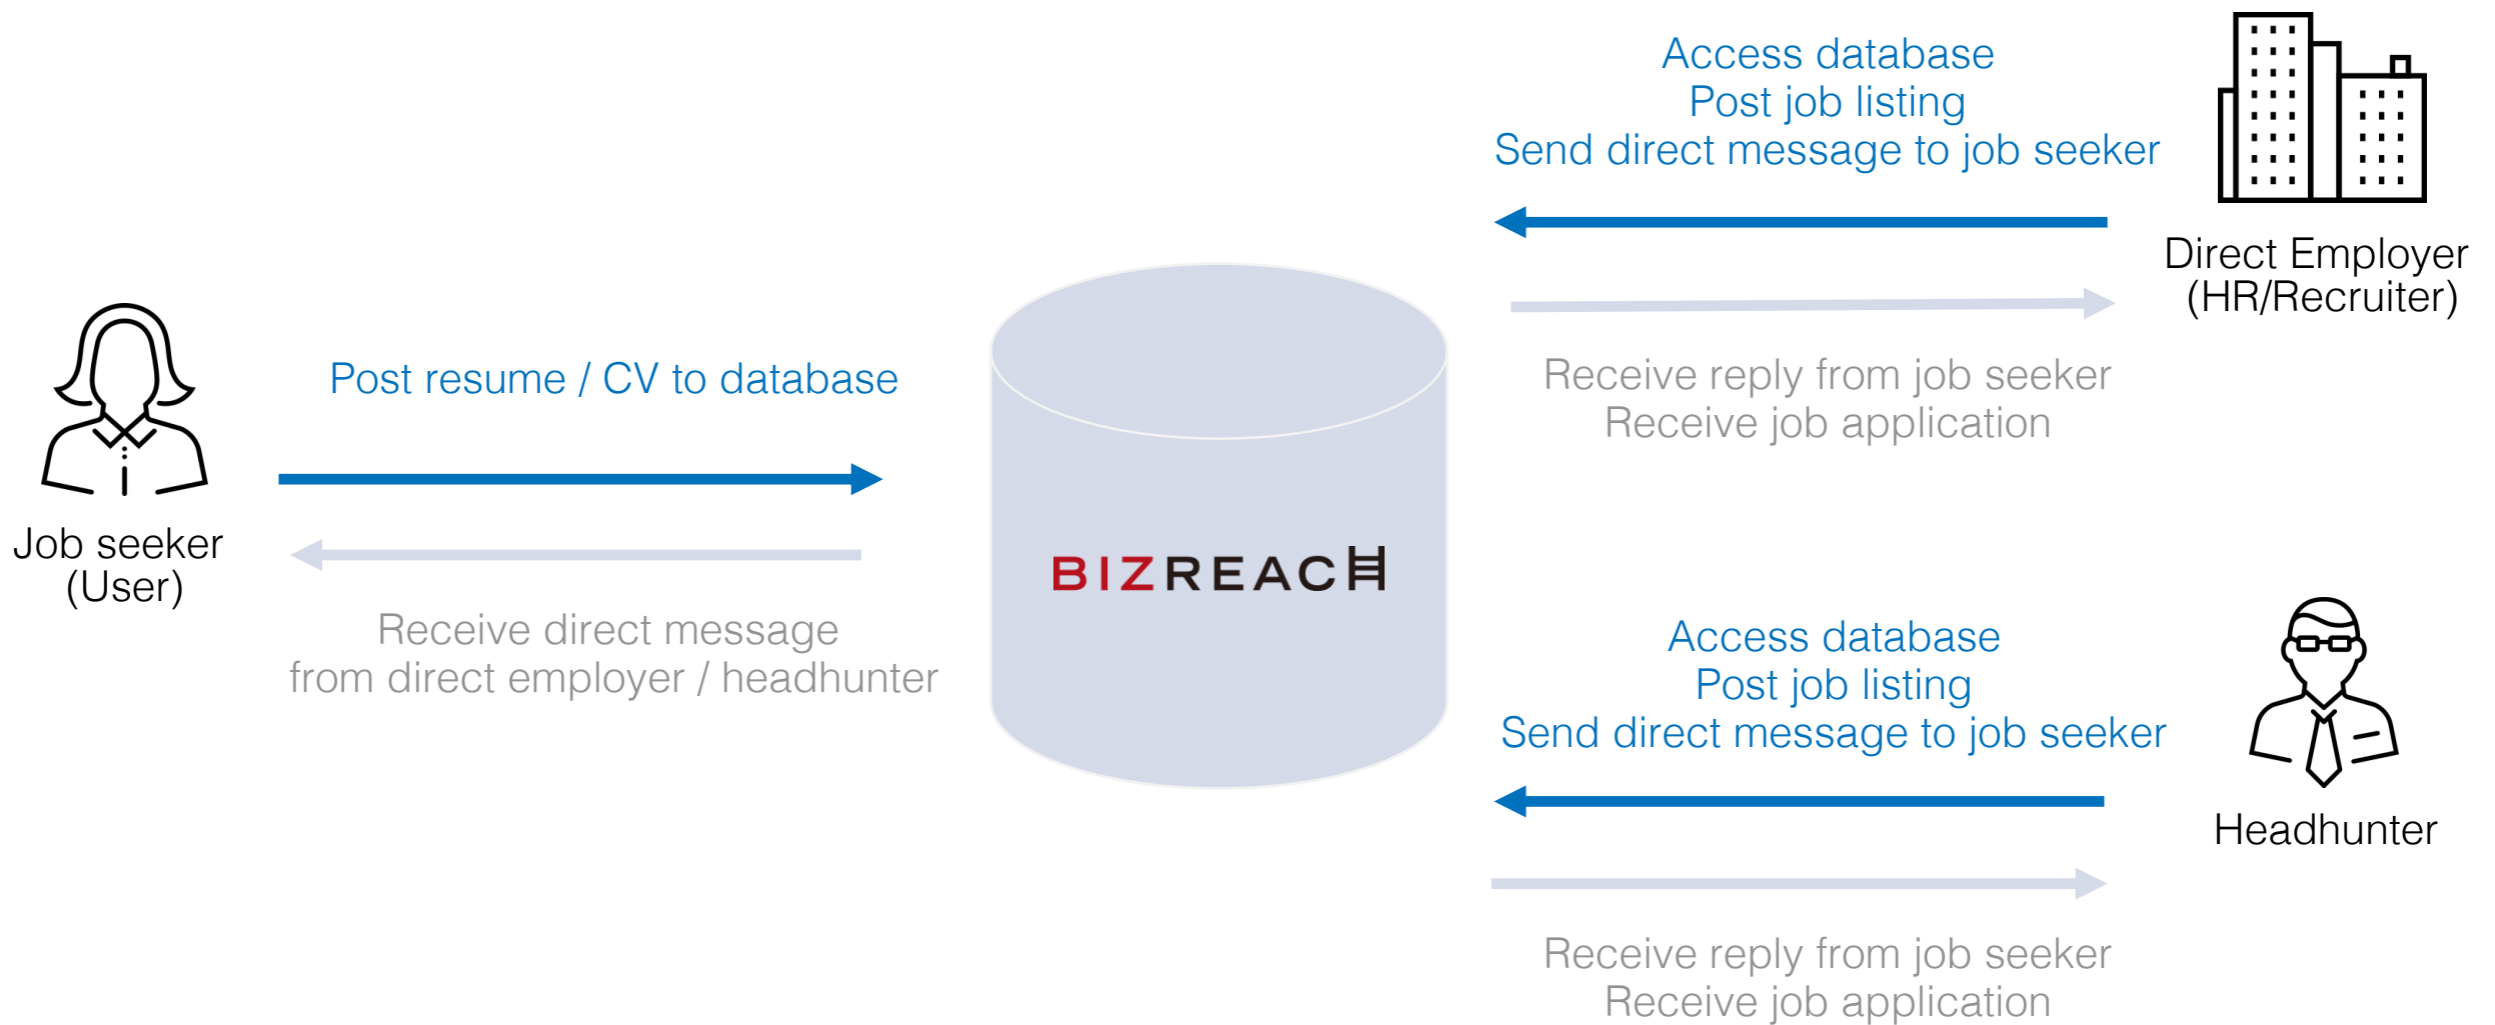 Access database
Post job listing
Send direct message to job seeker
Direct Employer
(HR/Recruiter)
Receive reply from job seeker
Receive job application
Post resume / CV to database
Job seeker
(User)
Receive direct message
from direct employer / headhunter
BIZREACH
Access database
Post job listing
Send direct message to job seeker
Headhunter
Receive reply from job seeker
Receive job application